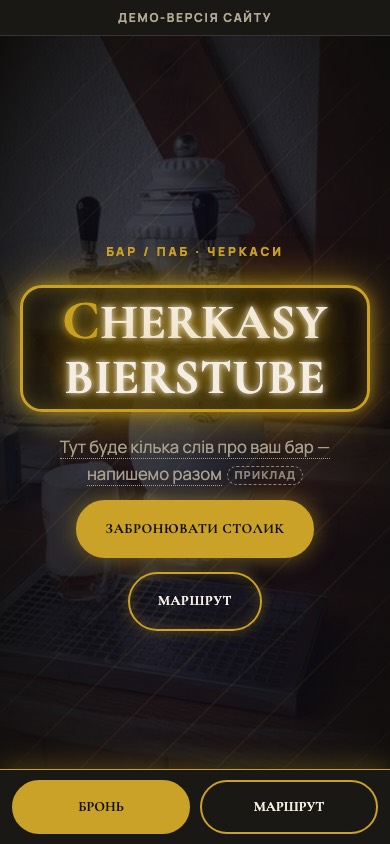 ДЕМО-ВЕРСІЯ САЙТУ
БАР / ПАБ · ЧЕРКАСИ
CHERKASY
BIERSTUBE
Тут буде кілька слів про ваш бар —
напишемо разом ПРИКЛАД
ЗАБРОНЮВАТИ СТОЛИК
МАРШРУТ
БРОНЬ
МАРШРУТ